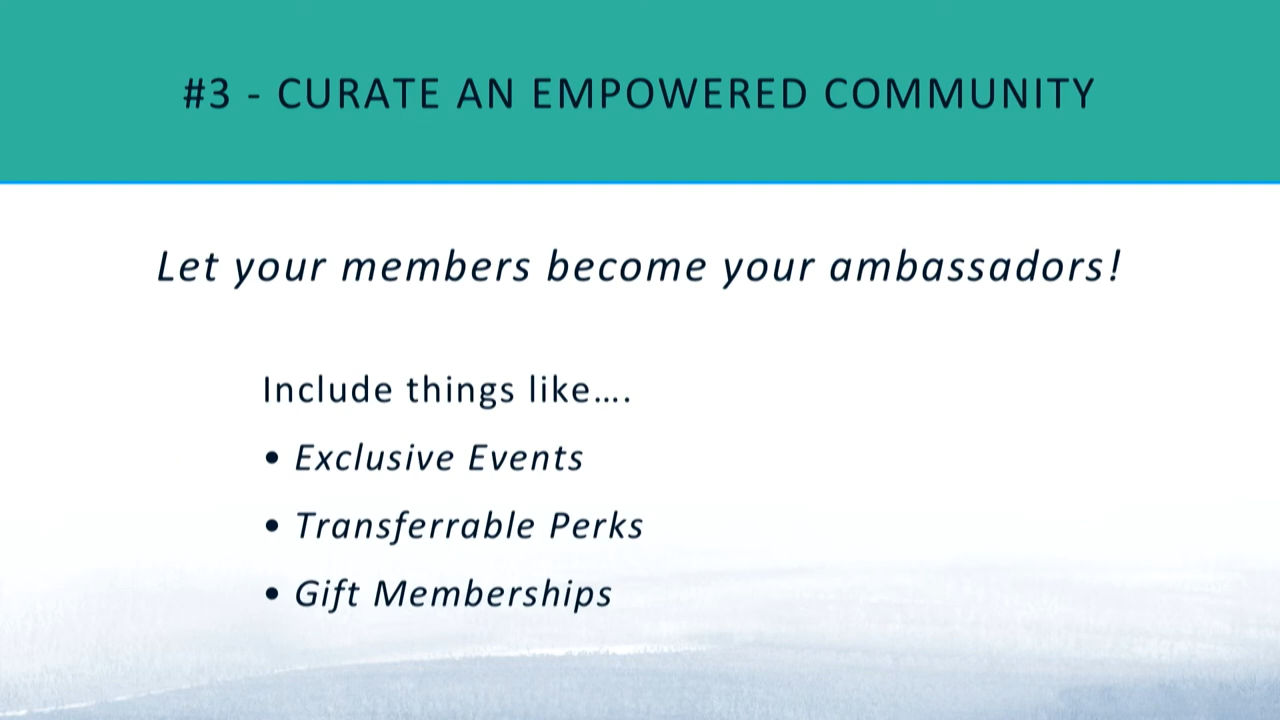 #3 - CURATE AN EMPOWERED COMMUNITY
Let your members become your ambassadors!
Include things like....
• Exclusive Events
• Transferrable Perks
• Gift Memberships